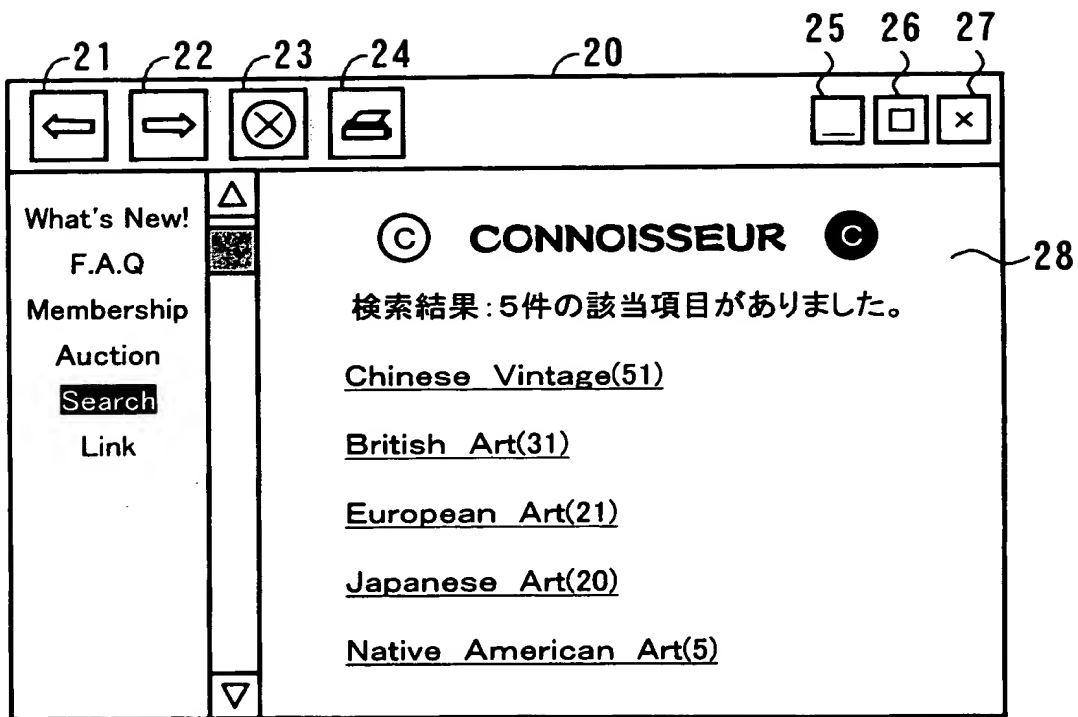 21 22 23 24 20 25 26 27
What's New!
F.A.Q
Membership
Auction
Search
Link
Ⓒ CONNOISSEUR Ⓒ
28
検索結果:5件の該当項目がありました。
Chinese Vintage(51)
British Art(31)
European Art(21)
Japanese Art(20)
Native American Art(5)